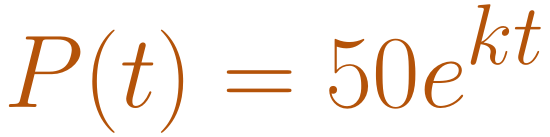 P(t) = 50e^{kt}